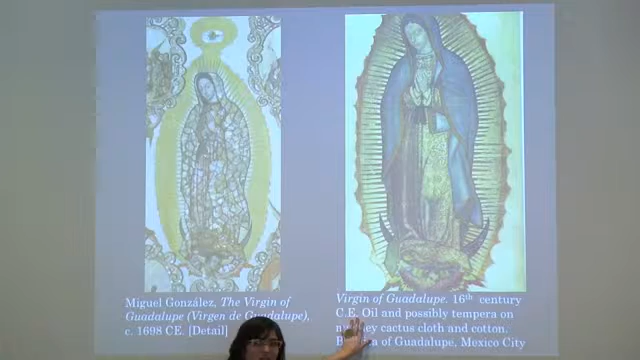 Miguel González, The Virgin of
Guadalupe (Virgen de Guadalupe),
c. 1698 CE. [Detail]
Virgin of Guadalupe. 16th century
C.E. Oil and possibly tempera on
cactus cloth and cotton.
of Guadalupe, Mexico City